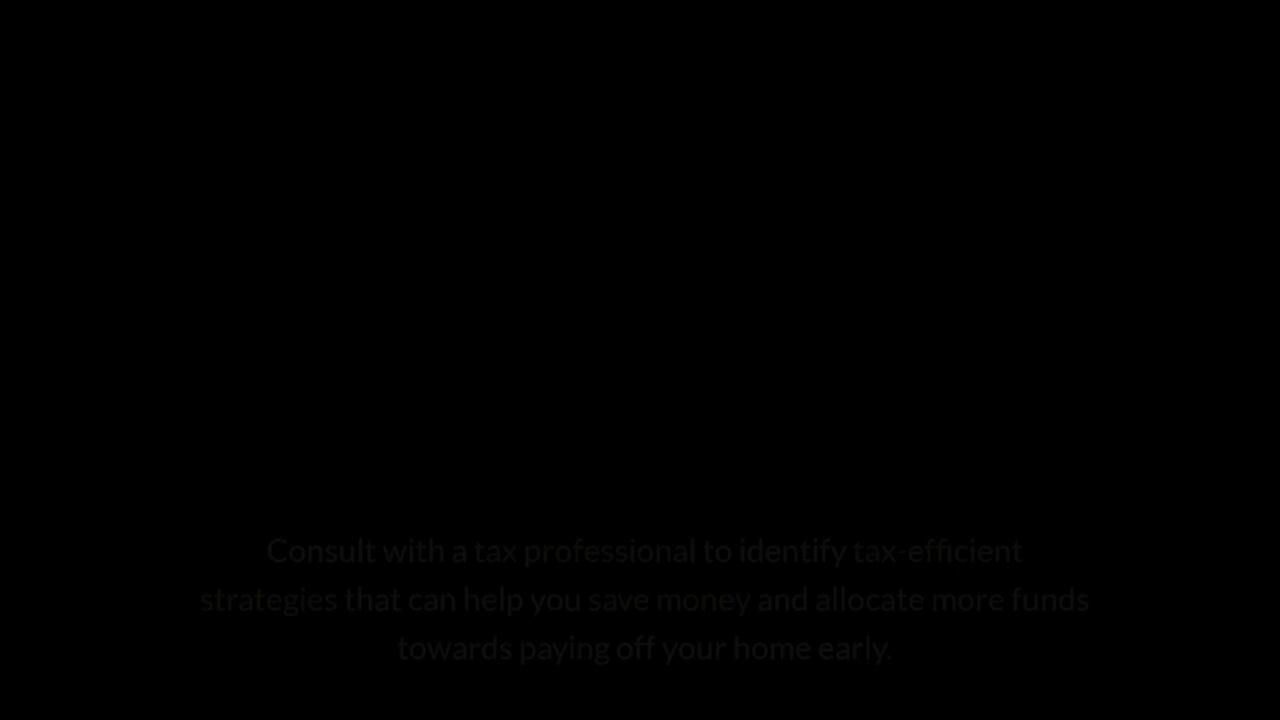 Consult with a tax professional to identify tax-efficient
strategies that can help you save money and allocate more funds
towards paying off your home early.